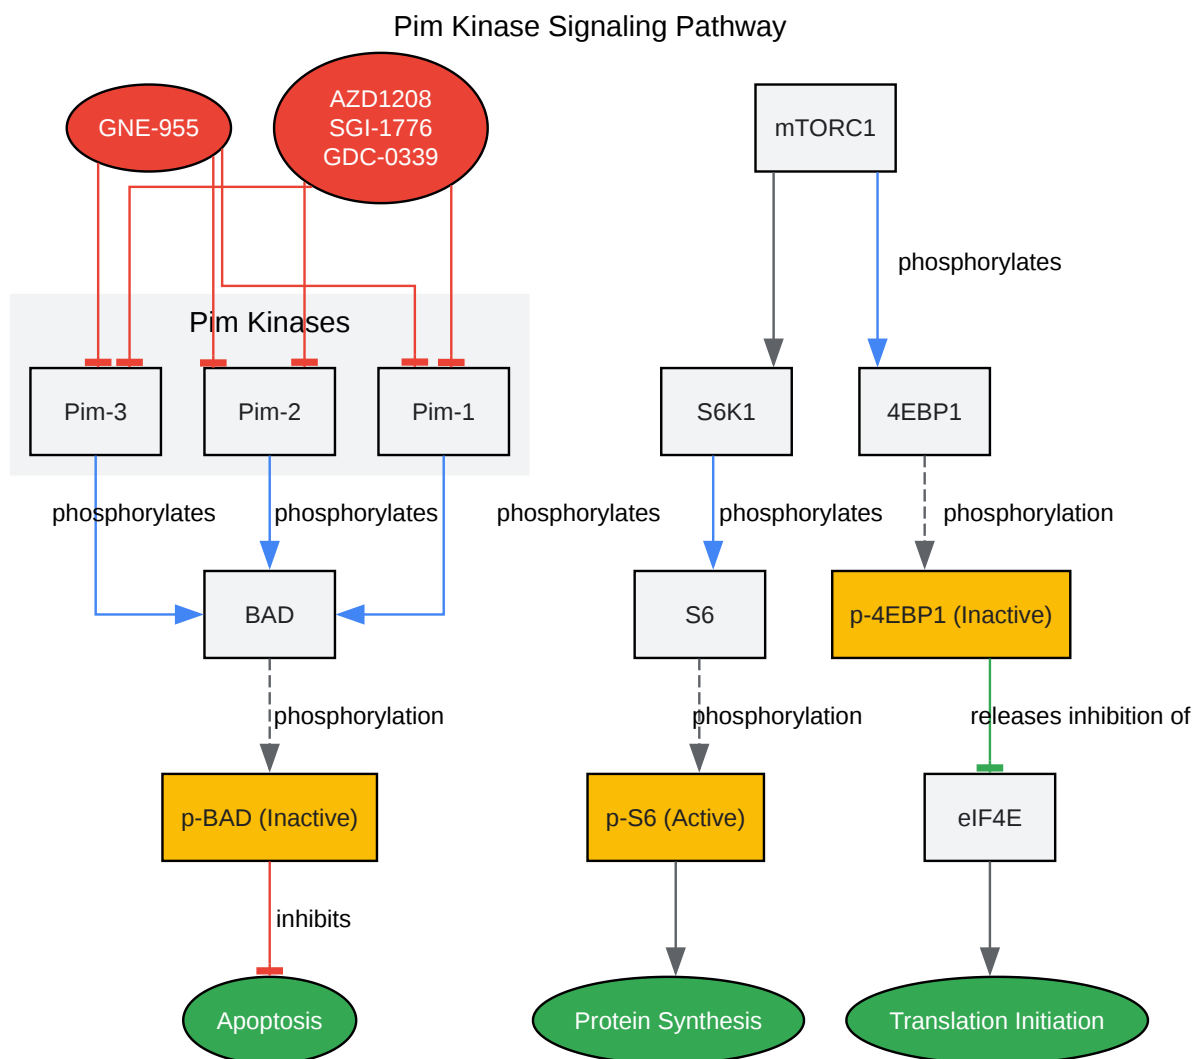 Pim Kinase Signaling Pathway
GNE-955
AZD1208
SGI-1776
GDC-0339
mTORC1
phosphorylates
Pim Kinases
Pim-3
Pim-2
Pim-1
S6K1
4EBP1
phosphorylates
phosphorylates
phosphorylates
phosphorylates
phosphorylation
BAD
S6
p-4EBP1 (Inactive)
phosphorylation
phosphorylation
releases inhibition of
p-BAD (Inactive)
p-S6 (Active)
eIF4E
inhibits
Apoptosis
Protein Synthesis
Translation Initiation